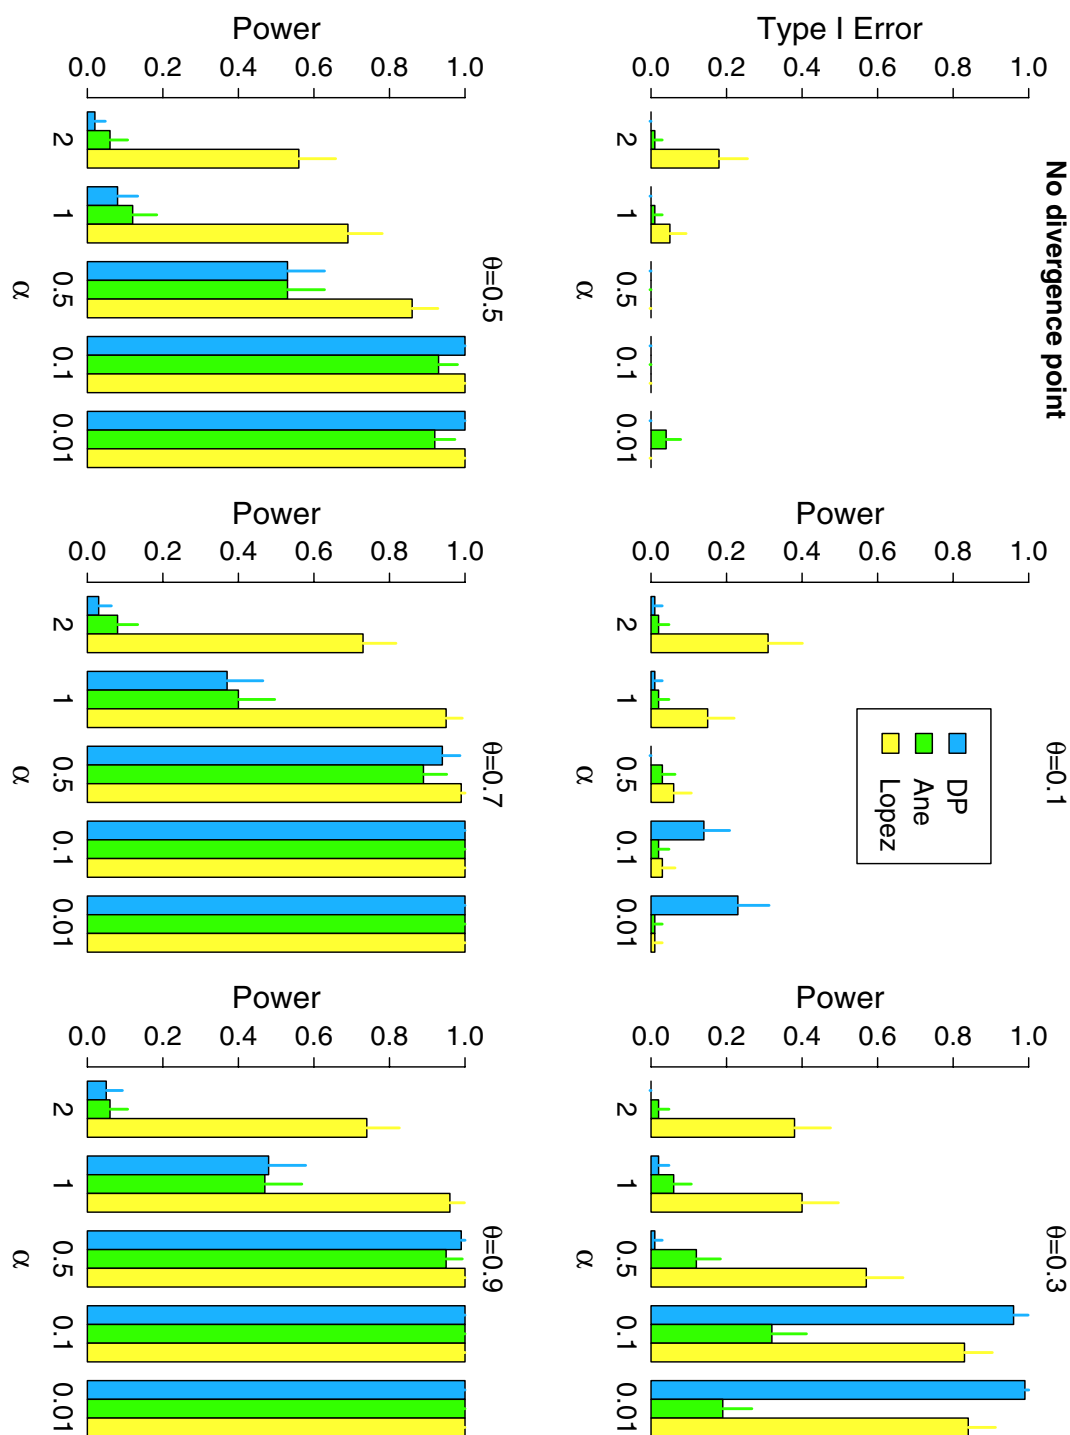 No divergence point
Type I Error
0.0 0.2 0.4 0.6 0.8 1.0
2 1 0.5 0.1 0.01
α
θ=0.1
Power
0.0 0.2 0.4 0.6 0.8 1.0
DP
Ane
Lopez
2 1 0.5 0.1 0.01
α
θ=0.3
Power
0.0 0.2 0.4 0.6 0.8 1.0
2 1 0.5 0.1 0.01
α
θ=0.5
Power
0.0 0.2 0.4 0.6 0.8 1.0
2 1 0.5 0.1 0.01
α
θ=0.7
Power
0.0 0.2 0.4 0.6 0.8 1.0
2 1 0.5 0.1 0.01
α
θ=0.9
Power
0.0 0.2 0.4 0.6 0.8 1.0
2 1 0.5 0.1 0.01
α